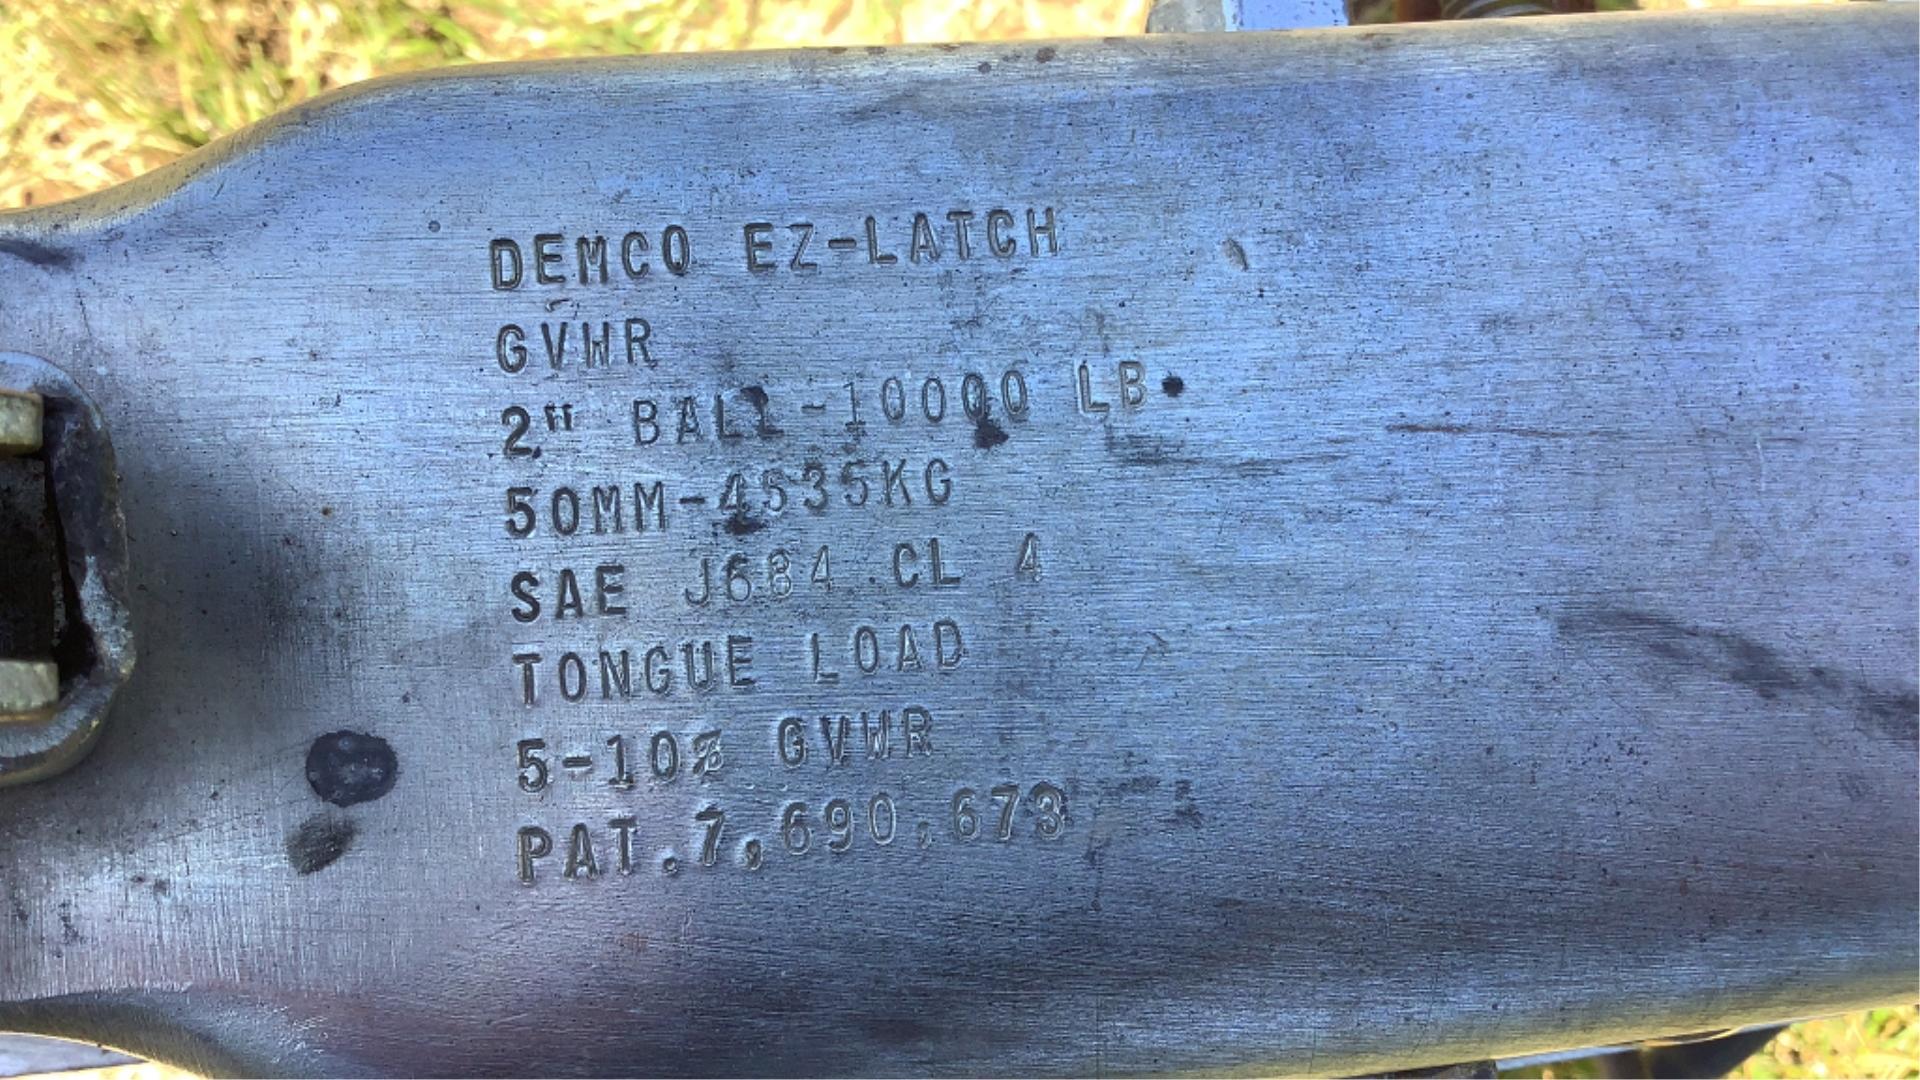 DEMCO EZ-LATCH
GVWR
2" BALL-10000 LB.
50MM-4535KG
SAE J684 CL 4
TONGUE LOAD
5-10% GVWR
PAT.7,690,673